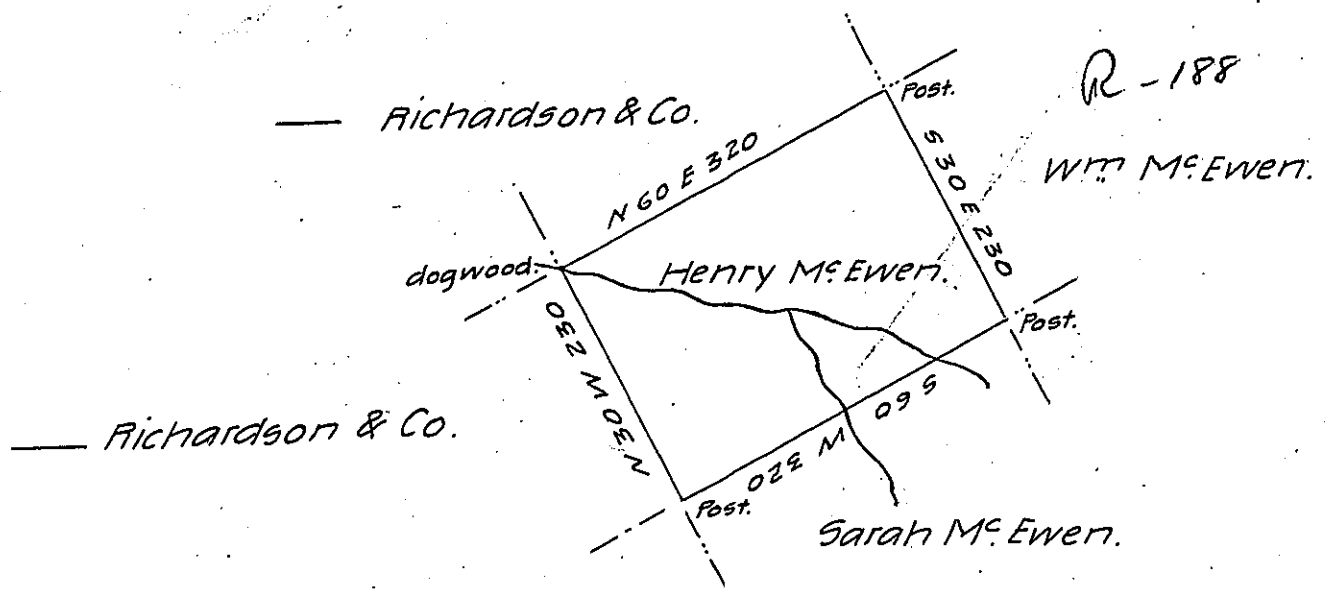 R - 188
Post.
— Richardson & Co.
S 30 E 230
N 60 E 320
Wm McEwen.
dogwood.
Henry McEwen.
Post.
N 30 W 230
S 60 W 320
— Richardson & Co.
Post.
Sarah McEwen.